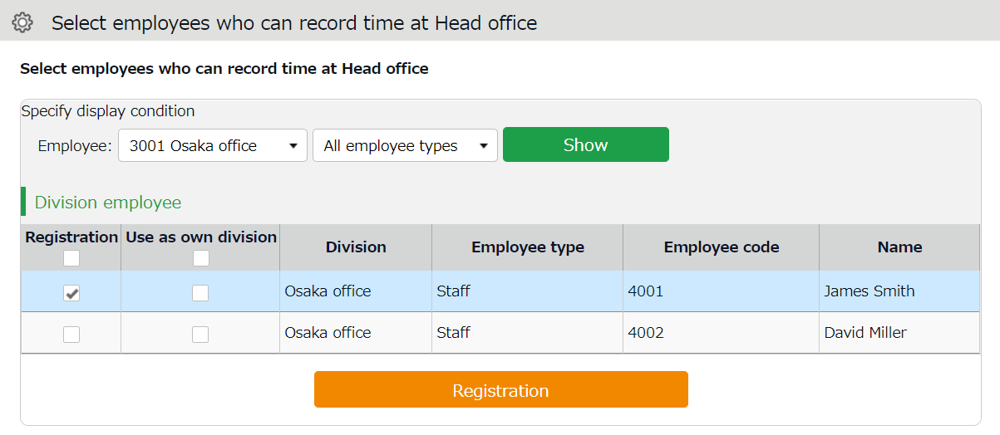 Select employees who can record time at Head office
Select employees who can record time at Head office
Specify display condition
Employee: 3001 Osaka office All employee types Show
Division employee
Registration Use as own division Division Employee type Employee code Name
Osaka office Staff 4001 James Smith
Osaka office Staff 4002 David Miller
Registration